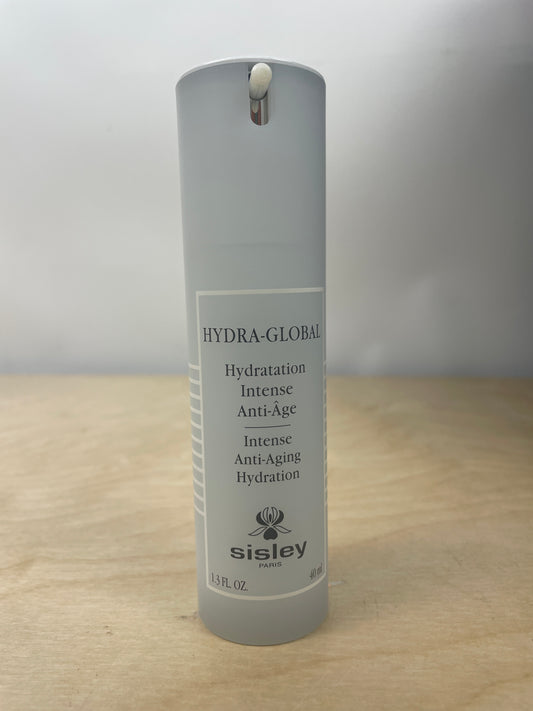 HYDRA-GLOBAL
Hydratation
Intense
Anti-Âge
Intense
Anti-Aging
Hydration
sisley
PARIS
1.3 FL. OZ. 40 ml